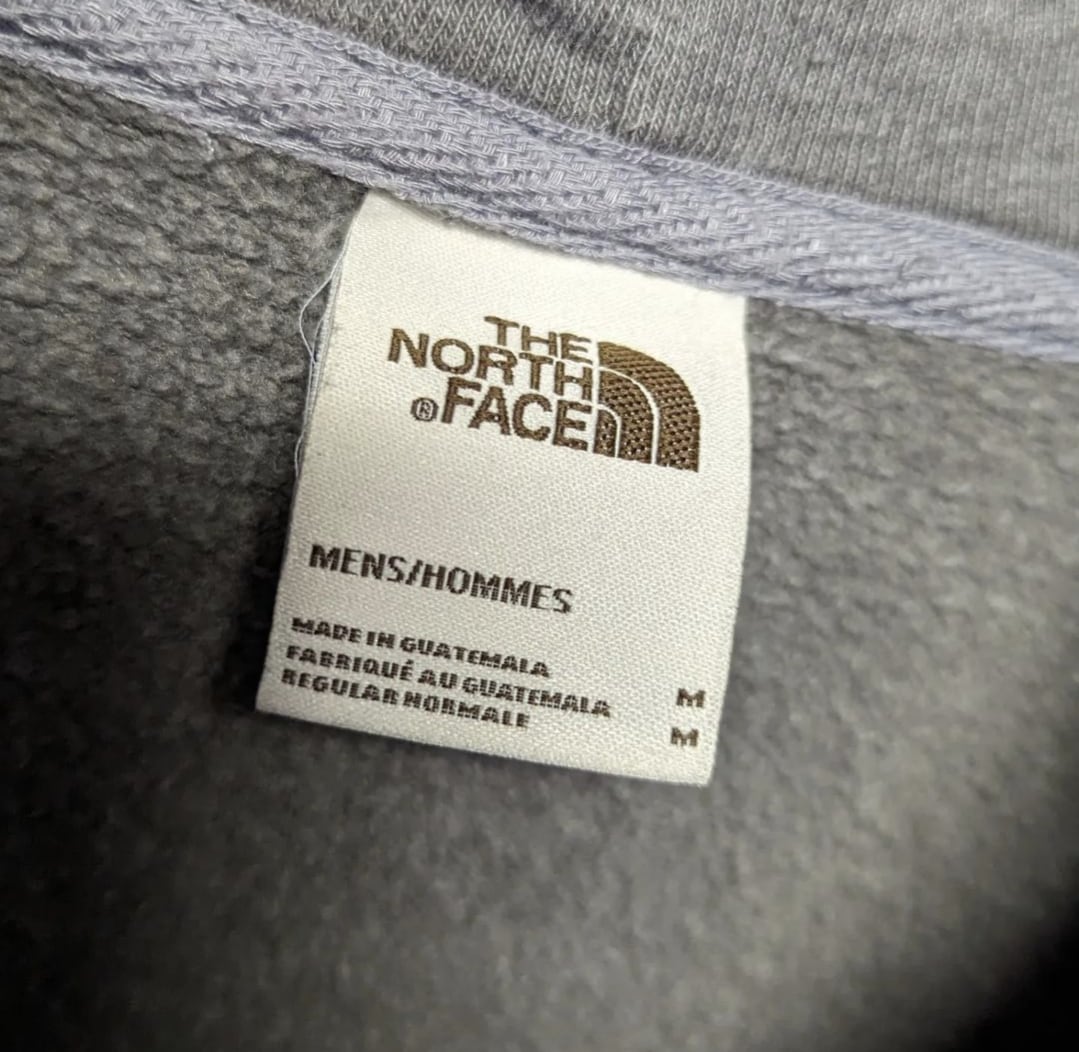 THE
NORTH
®FACE
MENS/HOMMES
MADE IN GUATEMALA
FABRIQUÉ AU GUATEMALA M
REGULAR NORMALE M